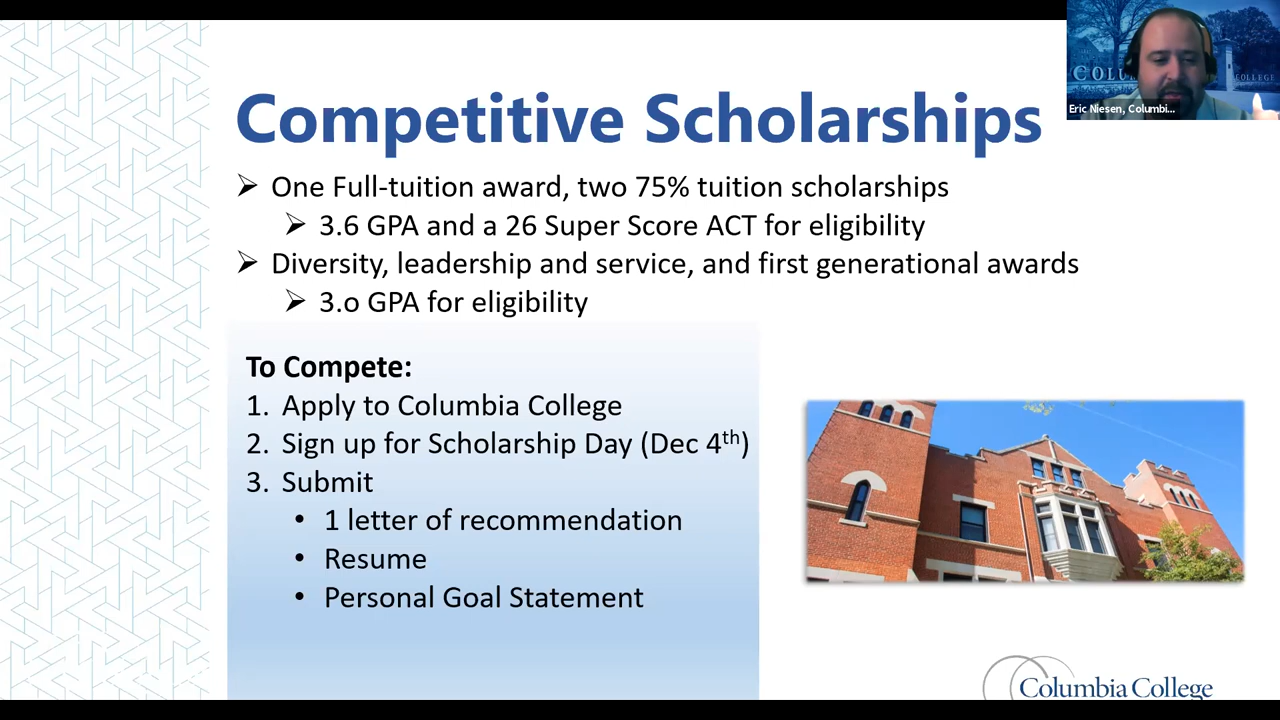 Competitive Scholarships
➢ One Full-tuition award, two 75% tuition scholarships
➢ 3.6 GPA and a 26 Super Score ACT for eligibility
➢ Diversity, leadership and service, and first generational awards
➢ 3.o GPA for eligibility
To Compete:
1. Apply to Columbia College
2. Sign up for Scholarship Day (Dec 4th)
3. Submit
• 1 letter of recommendation
• Resume
• Personal Goal Statement
COLU
COLLEGE
Eric Niesen, Columbi...
Columbia College